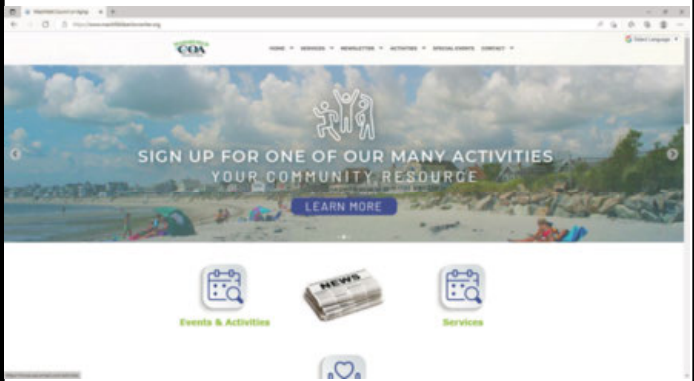 COA
Select Language
HOME SERVICES NEWSLETTER ACTIVITIES SPECIAL EVENTS CONTACT
SIGN UP FOR ONE OF OUR MANY ACTIVITIES
YOUR COMMUNITY RESOURCE
LEARN MORE
NEWS
Events & Activities
Services